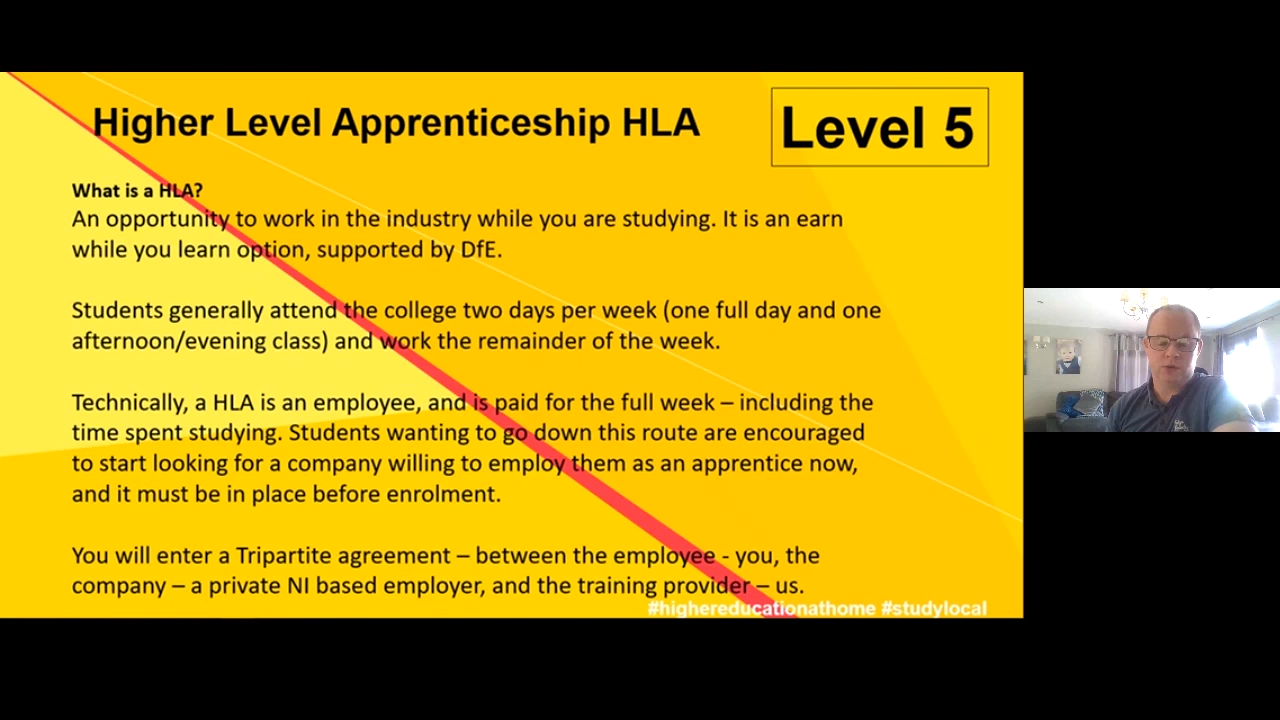 Higher Level Apprenticeship HLA
Level 5
What is a HLA?
An opportunity to work in the industry while you are studying. It is an earn
while you learn option, supported by DfE.
Students generally attend the college two days per week (one full day and one
afternoon/evening class) and work the remainder of the week.
Technically, a HLA is an employee, and is paid for the full week – including the
time spent studying. Students wanting to go down this route are encouraged
to start looking for a company willing to employ them as an apprentice now,
and it must be in place before enrolment.
You will enter a Tripartite agreement – between the employee - you, the
company – a private NI based employer, and the training provider – us.
#highereducationathome #studylocal